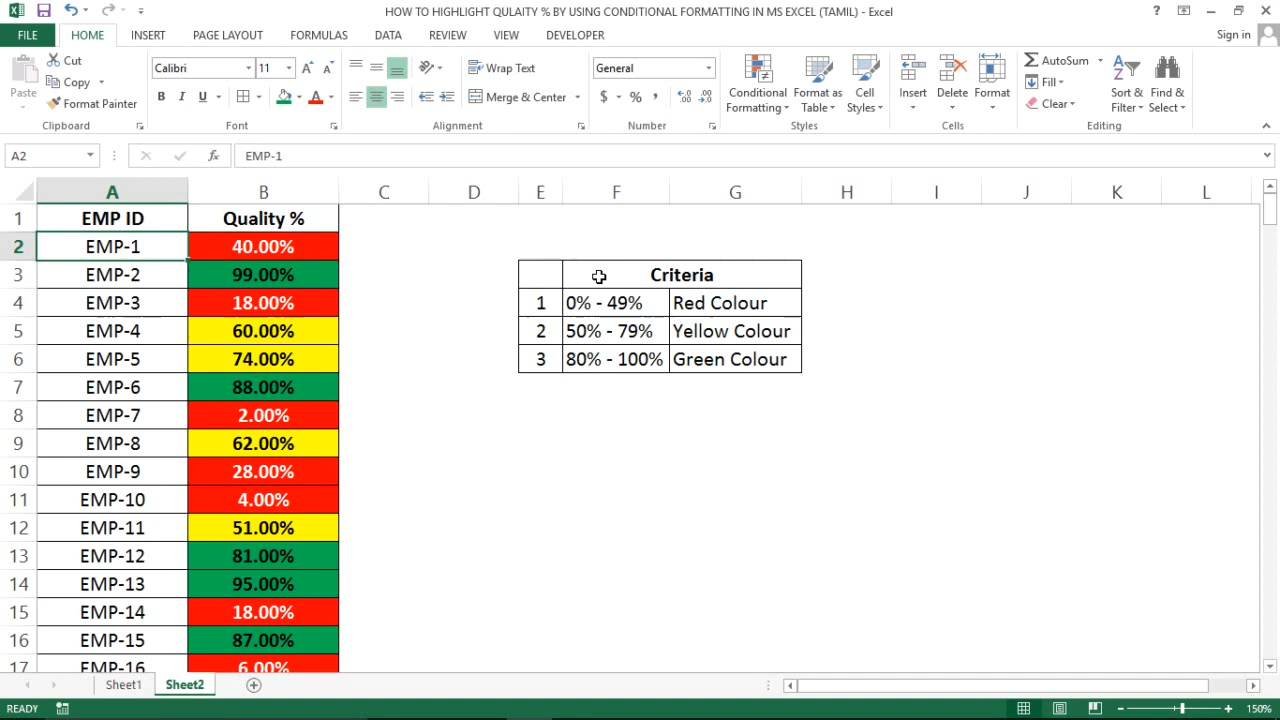 HOW TO HIGHLIGHT QULAITY % BY USING CONDITIONAL FORMATTING IN MS EXCEL (TAMIL) - Excel
?
FILE HOME INSERT PAGE LAYOUT FORMULAS DATA REVIEW VIEW DEVELOPER Sign in
Paste
Cut
Copy
Format Painter
Clipboard
Calibri 11
B I U
Font
Wrap Text
Merge & Center
Alignment
General
$ % ,
Number
Conditional Formatting
Format as Table
Cell Styles
Styles
Insert Delete Format
Cells
AutoSum
Fill
Clear
Sort & Filter
Find & Select
Editing
A2 fx EMP-1
A B C D E F G H I J K L
1 EMP ID Quality %
2 EMP-1 40.00%
3 EMP-2 99.00% Criteria
4 EMP-3 18.00% 1 0% - 49% Red Colour
5 EMP-4 60.00% 2 50% - 79% Yellow Colour
6 EMP-5 74.00% 3 80% - 100% Green Colour
7 EMP-6 88.00%
8 EMP-7 2.00%
9 EMP-8 62.00%
10 EMP-9 28.00%
11 EMP-10 4.00%
12 EMP-11 51.00%
13 EMP-12 81.00%
14 EMP-13 95.00%
15 EMP-14 18.00%
16 EMP-15 87.00%
17 EMP-16 6.00%
Sheet1 Sheet2
READY 150%